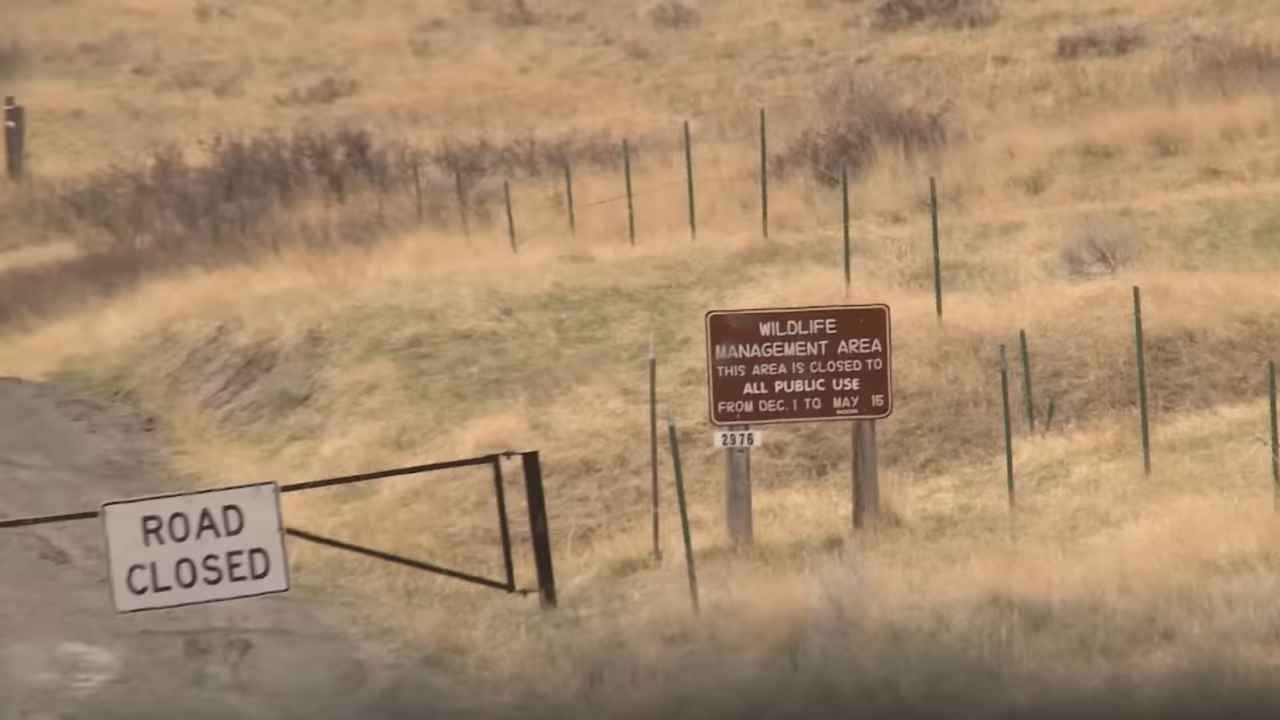 WILDLIFE
MANAGEMENT AREA
THIS AREA IS CLOSED TO
ALL PUBLIC USE
FROM DEC. 1 TO MAY 15
2976
ROAD
CLOSED